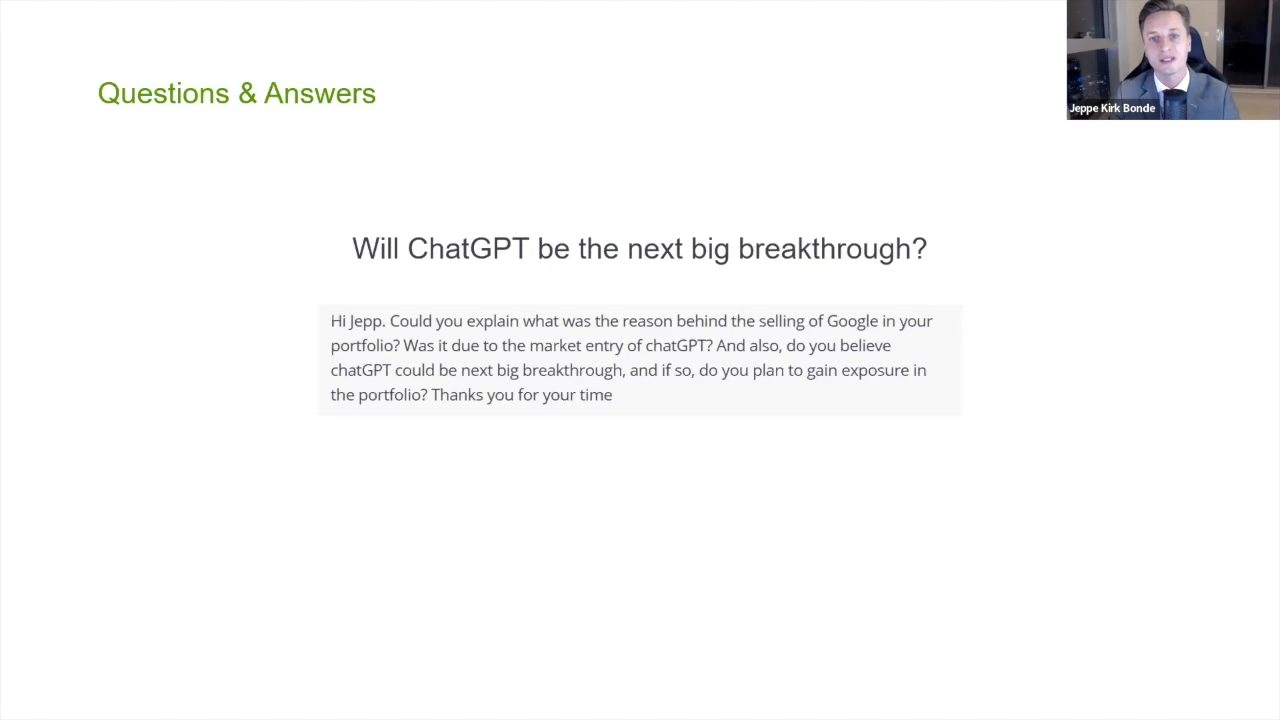 Questions & Answers
Jeppe Kirk Bonde
Will ChatGPT be the next big breakthrough?
Hi Jepp. Could you explain what was the reason behind the selling of Google in your
portfolio? Was it due to the market entry of chatGPT? And also, do you believe
chatGPT could be next big breakthrough, and if so, do you plan to gain exposure in
the portfolio? Thanks you for your time